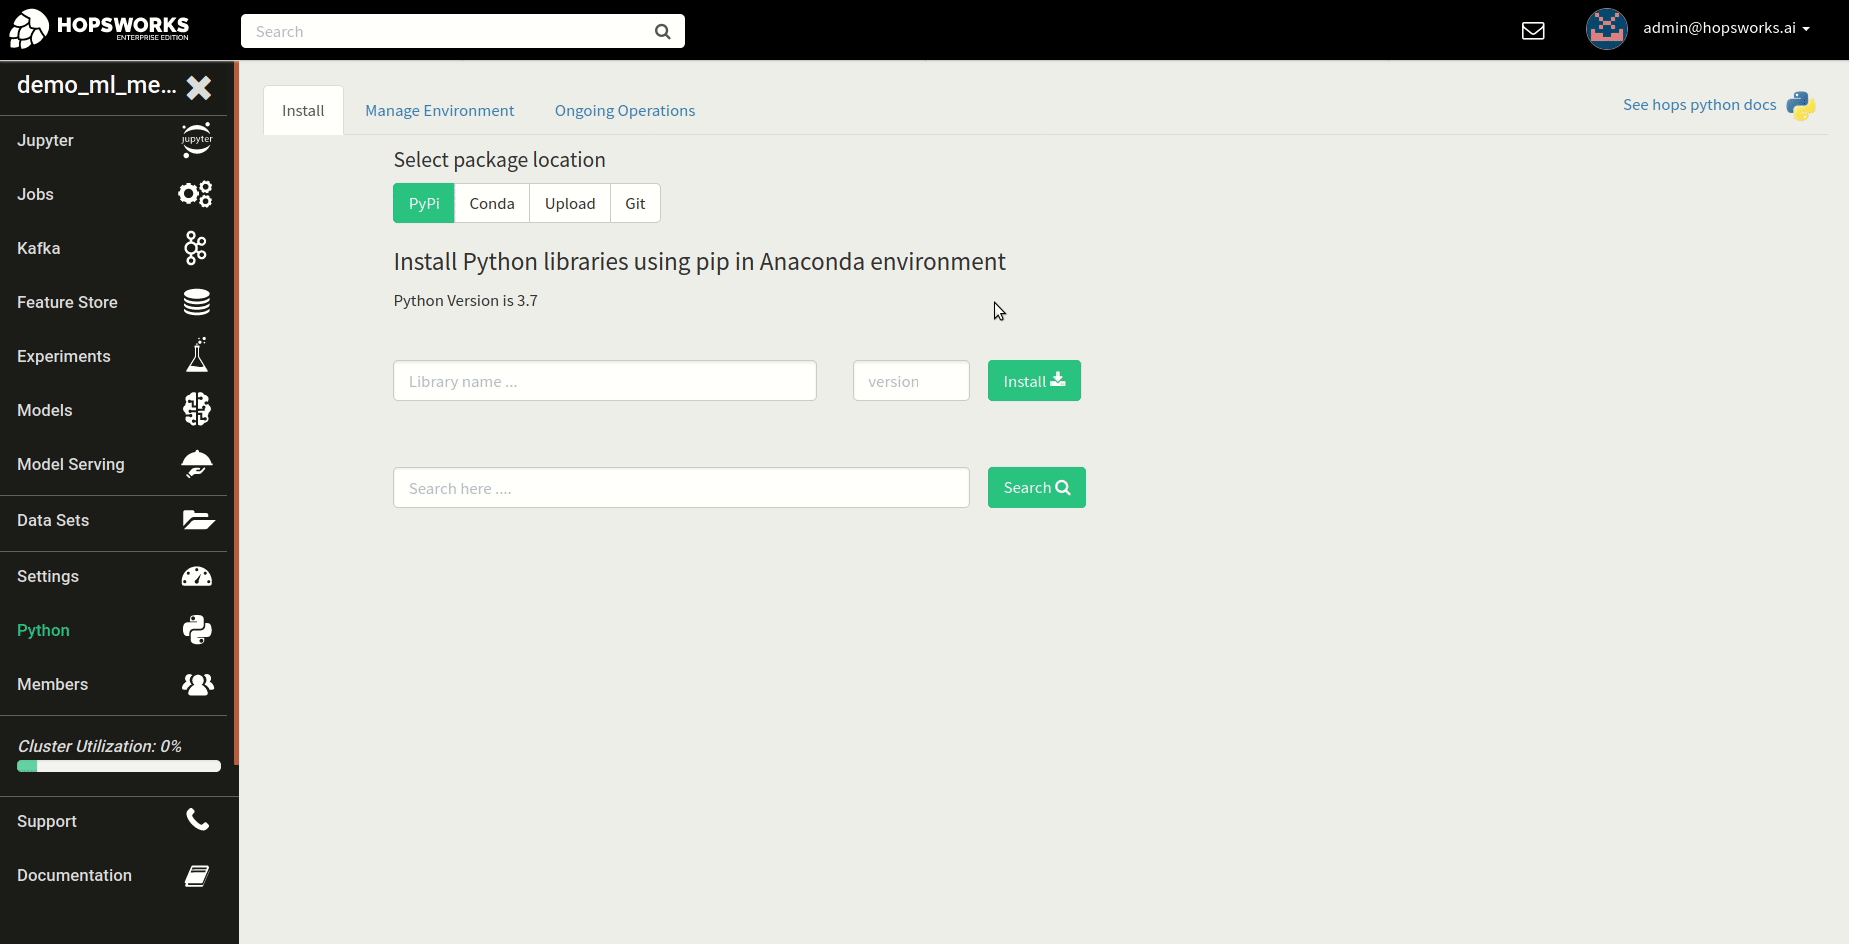 HOPSWORKS
ENTERPRISE EDITION
Search
admin@hopsworks.ai
demo_ml_me...
Jupyter
jupyter
Jobs
Kafka
Feature Store
Experiments
Models
Model Serving
Data Sets
Settings
Python
Members
Cluster Utilization: 0%
Support
Documentation
Install
Manage Environment
Ongoing Operations
See hops python docs
Select package location
PyPi
Conda
Upload
Git
Install Python libraries using pip in Anaconda environment
Python Version is 3.7
Library name ...
version
Install
Search here ....
Search